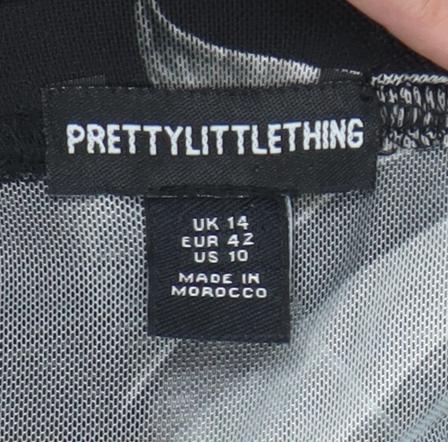 PRETTYLITTLETHING
UK 14
EUR 42
US 10
MADE IN
MOROCCO